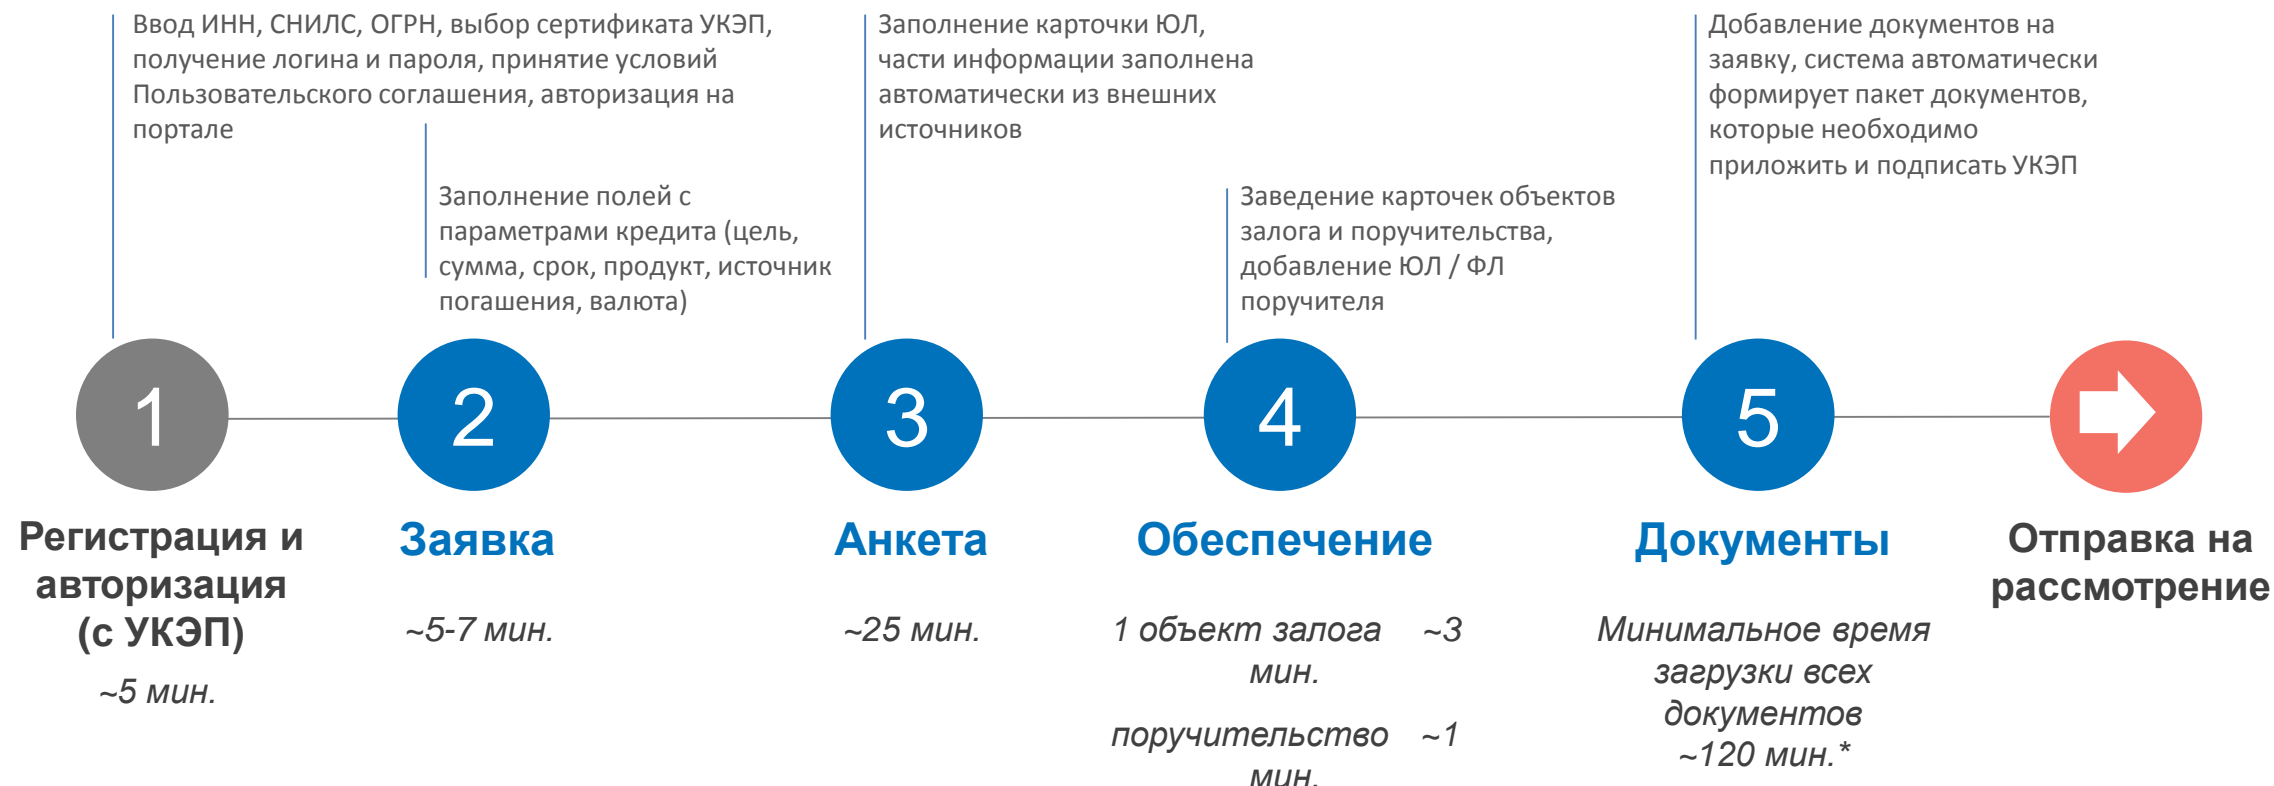 Ввод ИНН, СНИЛС, ОГРН, выбор сертификата УКЭП,
получение логина и пароля, принятие условий
Пользовательского соглашения, авторизация на
портале
Заполнение полей с
параметрами кредита (цель,
сумма, срок, продукт, источник
погашения, валюта)
Заполнение карточки ЮЛ,
части информации заполнена
автоматически из внешних
источников
Заведение карточек объектов
залога и поручительства,
добавление ЮЛ / ФЛ
поручителя
Добавление документов на
заявку, система автоматически
формирует пакет документов,
которые необходимо
приложить и подписать УКЭП
1
2
3
4
5
Регистрация и
авторизация
(с УКЭП)
~5 мин.
Заявка
~5-7 мин.
Анкета
~25 мин.
Обеспечение
1 объект залога ~3
мин.
поручительство ~1
мин.
Документы
Минимальное время
загрузки всех
документов
~120 мин.*
Отправка на
рассмотрение